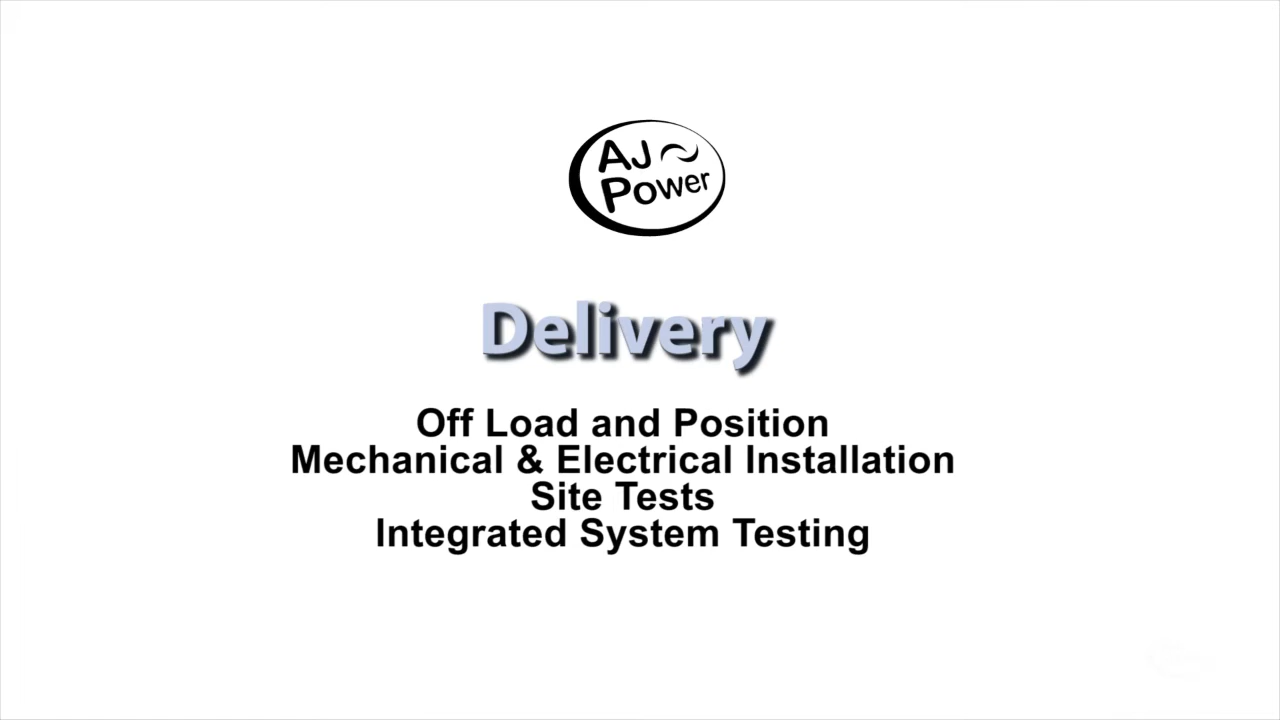 AJ
Power
Delivery
Off Load and Position
Mechanical & Electrical Installation
Site Tests
Integrated System Testing